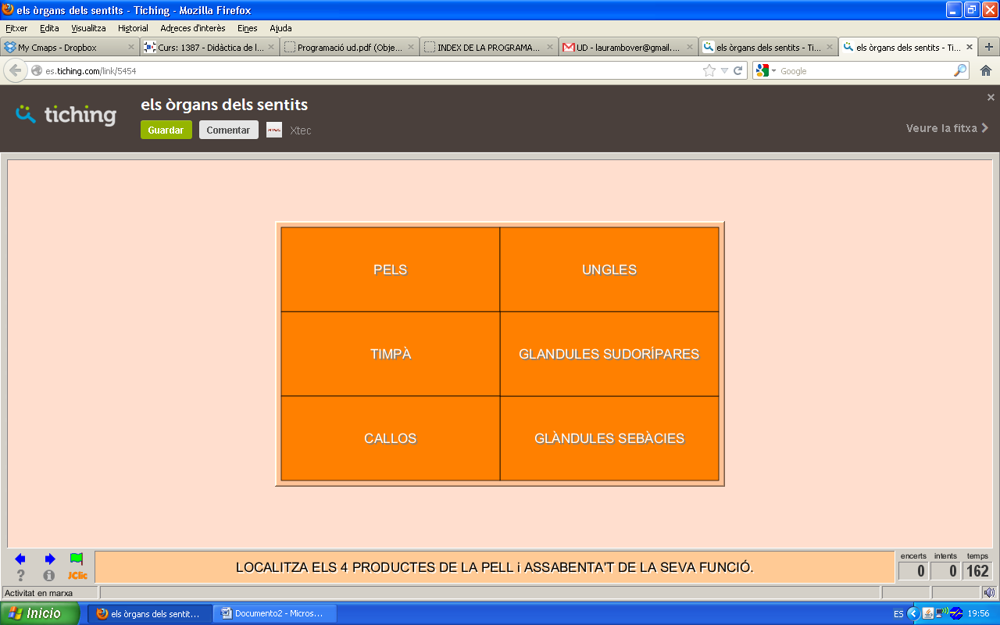 els òrgans dels sentits - Tiching - Mozilla Firefox
Fitxer Edita Visualitza Historial Adreces d'interès Eines Ajuda
My Cmaps - Dropbox Curs: 1387 - Didàctica de l... Programació ud.pdf (Obje... INDEX DE LA PROGRAMA... UD - laurambover@gmail.... els òrgans dels sentits - Ti... els òrgans dels sentits - Ti...
es.tiching.com/link/5454 Google
tiching
els òrgans dels sentits
Guardar Comentar Xtec
Veure la fitxa
PELS UNGLES
TIMPÀ GLANDULES SUDORÍPARES
CALLOS GLÀNDULES SEBÀCIES
? i JClic
LOCALITZA ELS 4 PRODUCTES DE LA PELL i ASSABENTA'T DE LA SEVA FUNCIÓ.
encerts intents temps
0 0 162
Activitat en marxa
Inicio els òrgans dels sentit... Documento2 - Micros... ES 19:56